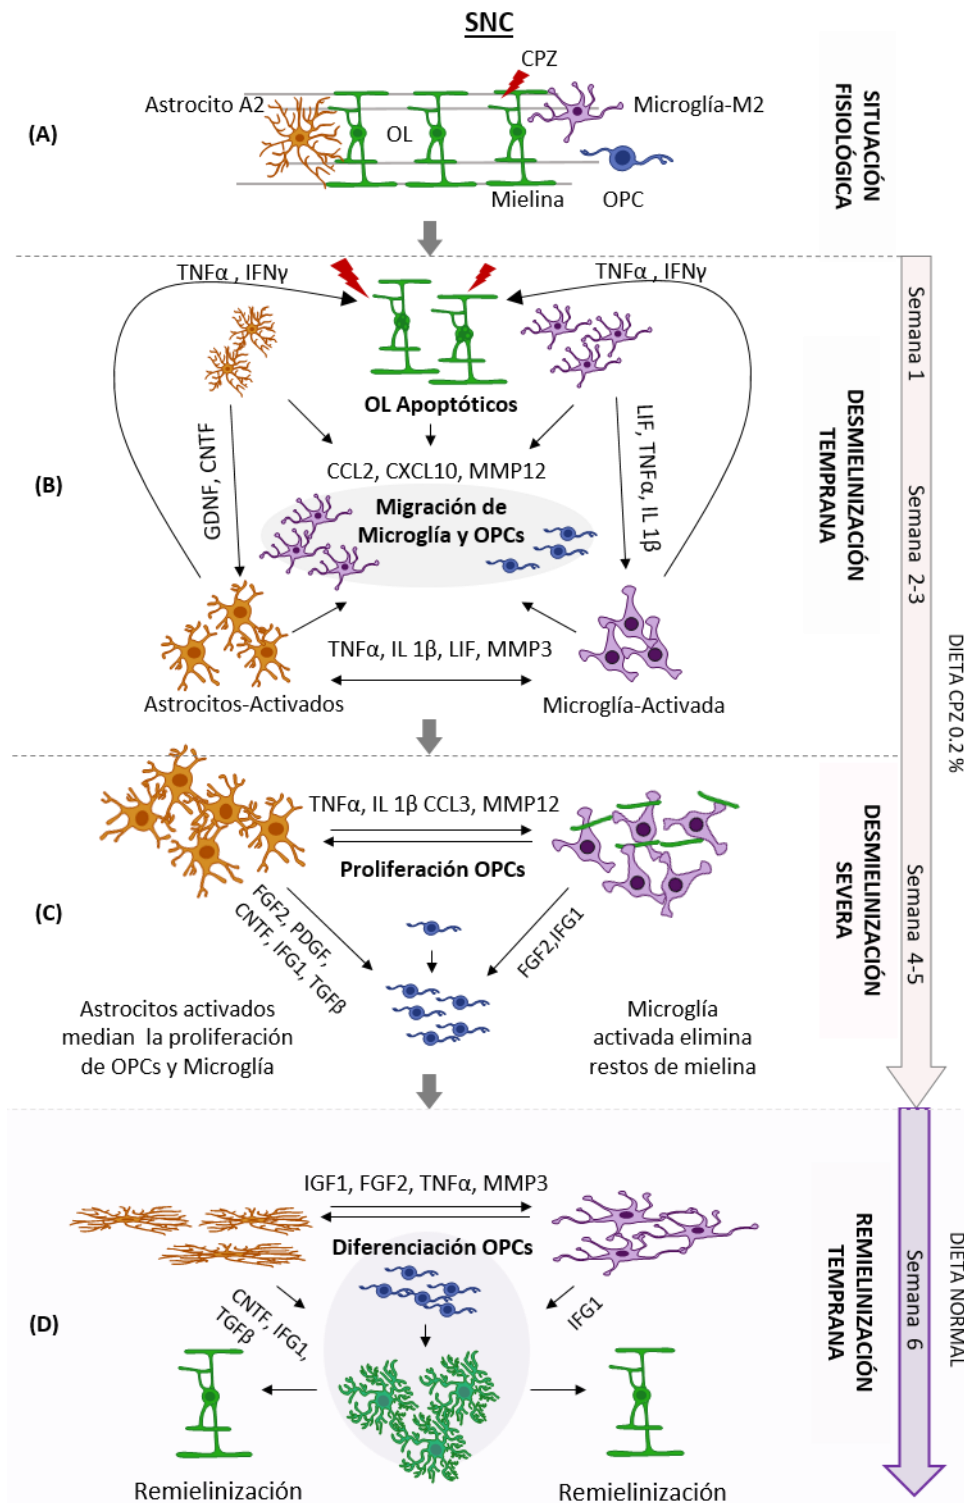 SNC
CPZ
Astrocito A2
Microglía-M2
(A)
OL
Mielina
OPC
SITUACIÓN
FISIOLÓGICA
TNFα , IFNγ
TNFα , IFNγ
OL Apoptóticos
GDNF, CNTF
LIF, TNFα, IL 1β
CCL2, CXCL10, MMP12
(B)
Migración de
Microglía y OPCs
TNFα, IL 1β, LIF, MMP3
Astrocitos-Activados
Microglía-Activada
DESMIELINIZACIÓN
TEMPRANA
Semana 1
Semana 2-3
DIETA CPZ 0.2 %
TNFα, IL 1β CCL3, MMP12
Proliferación OPCs
(C)
FGF2, PDGF,
CNTF, IFG1, TGFβ
FGF2,IFG1
Astrocitos activados
median la proliferación
de OPCs y Microglía
Microglía
activada elimina
restos de mielina
DESMIELINIZACIÓN
SEVERA
Semana 4-5
IGF1, FGF2, TNFα, MMP3
Diferenciación OPCs
(D)
CNTF, IFG1,
TGFβ
IFG1
Remielinización
Remielinización
REMIELINIZACIÓN
TEMPRANA
Semana 6
DIETA NORMAL